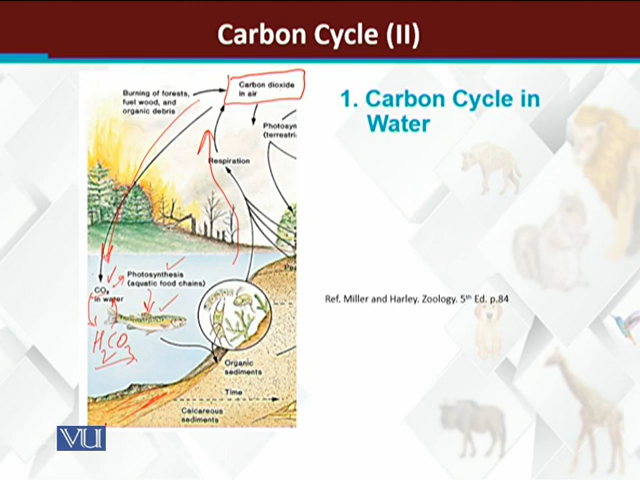 Carbon Cycle (II)
Burning of forests,
fuel wood, and
organic debris
Carbon dioxide
in air
Photosyn
(terrestri
Respiration
1. Carbon Cycle in
Water
Photosynthesis
(aquatic food chains)
CO₂
in water
H₂CO₃
Ref. Miller and Harley. Zoology. 5th Ed. p.84
Organic
sediments
Time
Calcareous
sediments
VU